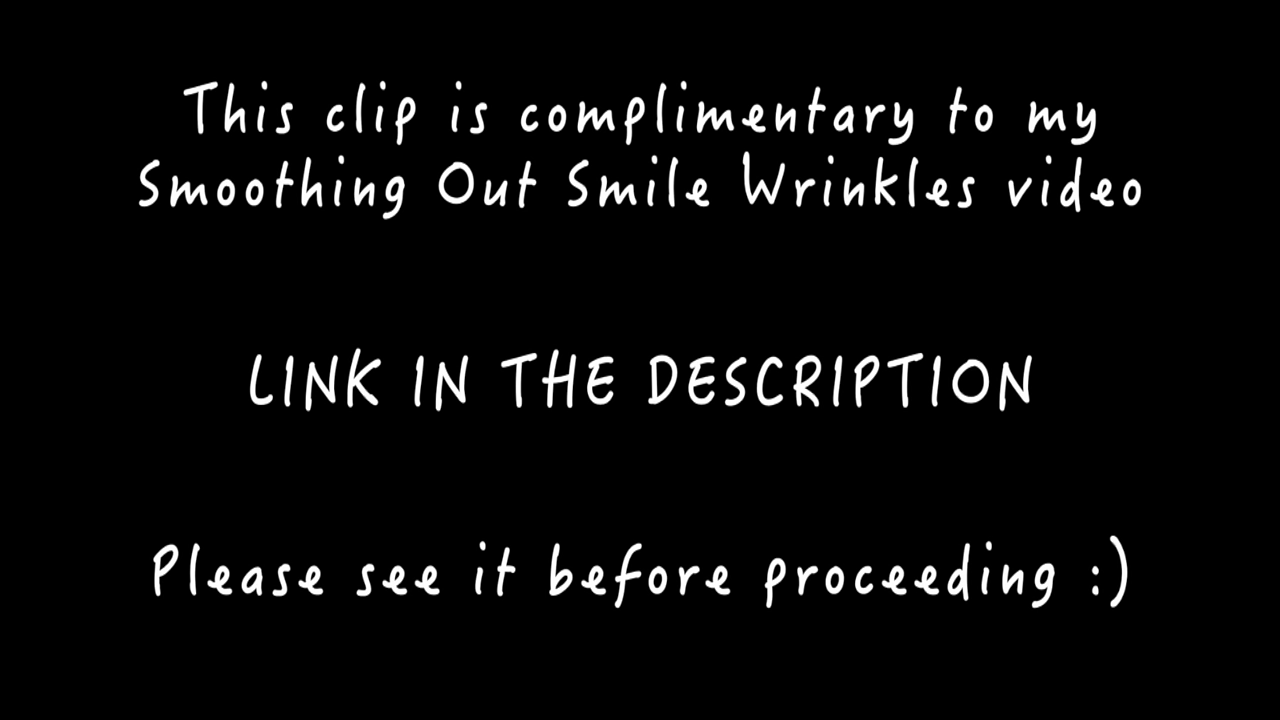 This clip is complimentary to my
Smoothing Out Smile Wrinkles video
LINK IN THE DESCRIPTION
Please see it before proceeding :)